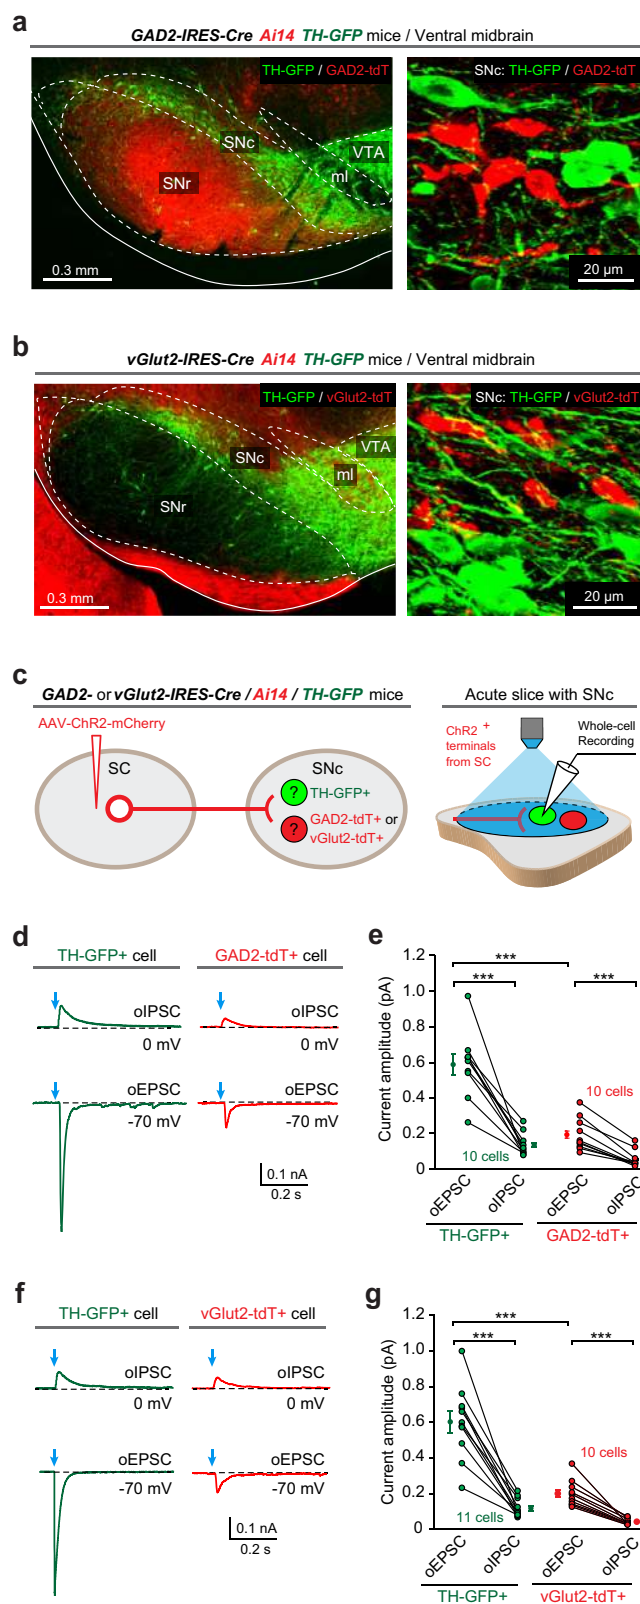 a
GAD2-IRES-Cre Ai14 TH-GFP mice / Ventral midbrain
TH-GFP / GAD2-tdT
SNc
VTA
ml
SNr
0.3 mm
SNc: TH-GFP / GAD2-tdT
20 µm
b
vGlut2-IRES-Cre Ai14 TH-GFP mice / Ventral midbrain
TH-GFP / vGlut2-tdT
VTA
SNc
ml
SNr
0.3 mm
SNc: TH-GFP / vGlut2-tdT
20 µm
c
GAD2- or vGlut2-IRES-Cre / Ai14 / TH-GFP mice
AAV-ChR2-mCherry
SC
SNc
?
TH-GFP+
?
GAD2-tdT+ or
vGlut2-tdT+
Acute slice with SNc
ChR2+
terminals
from SC
Whole-cell
Recording
d
TH-GFP+ cell
GAD2-tdT+ cell
oIPSC
0 mV
oIPSC
0 mV
oEPSC
-70 mV
oEPSC
-70 mV
0.1 nA
0.2 s
e
Current amplitude (pA)
1.2
1.0
0.8
0.6
0.4
0.2
0
***
***
***
10 cells
10 cells
oEPSC
oIPSC
oEPSC
oIPSC
TH-GFP+
GAD2-tdT+
f
TH-GFP+ cell
vGlut2-tdT+ cell
oIPSC
0 mV
oIPSC
0 mV
oEPSC
-70 mV
oEPSC
-70 mV
0.1 nA
0.2 s
g
Current amplitude (pA)
1.2
1.0
0.8
0.6
0.4
0.2
0
***
***
***
10 cells
11 cells
oEPSC
oIPSC
oEPSC
oIPSC
TH-GFP+
vGlut2-tdT+